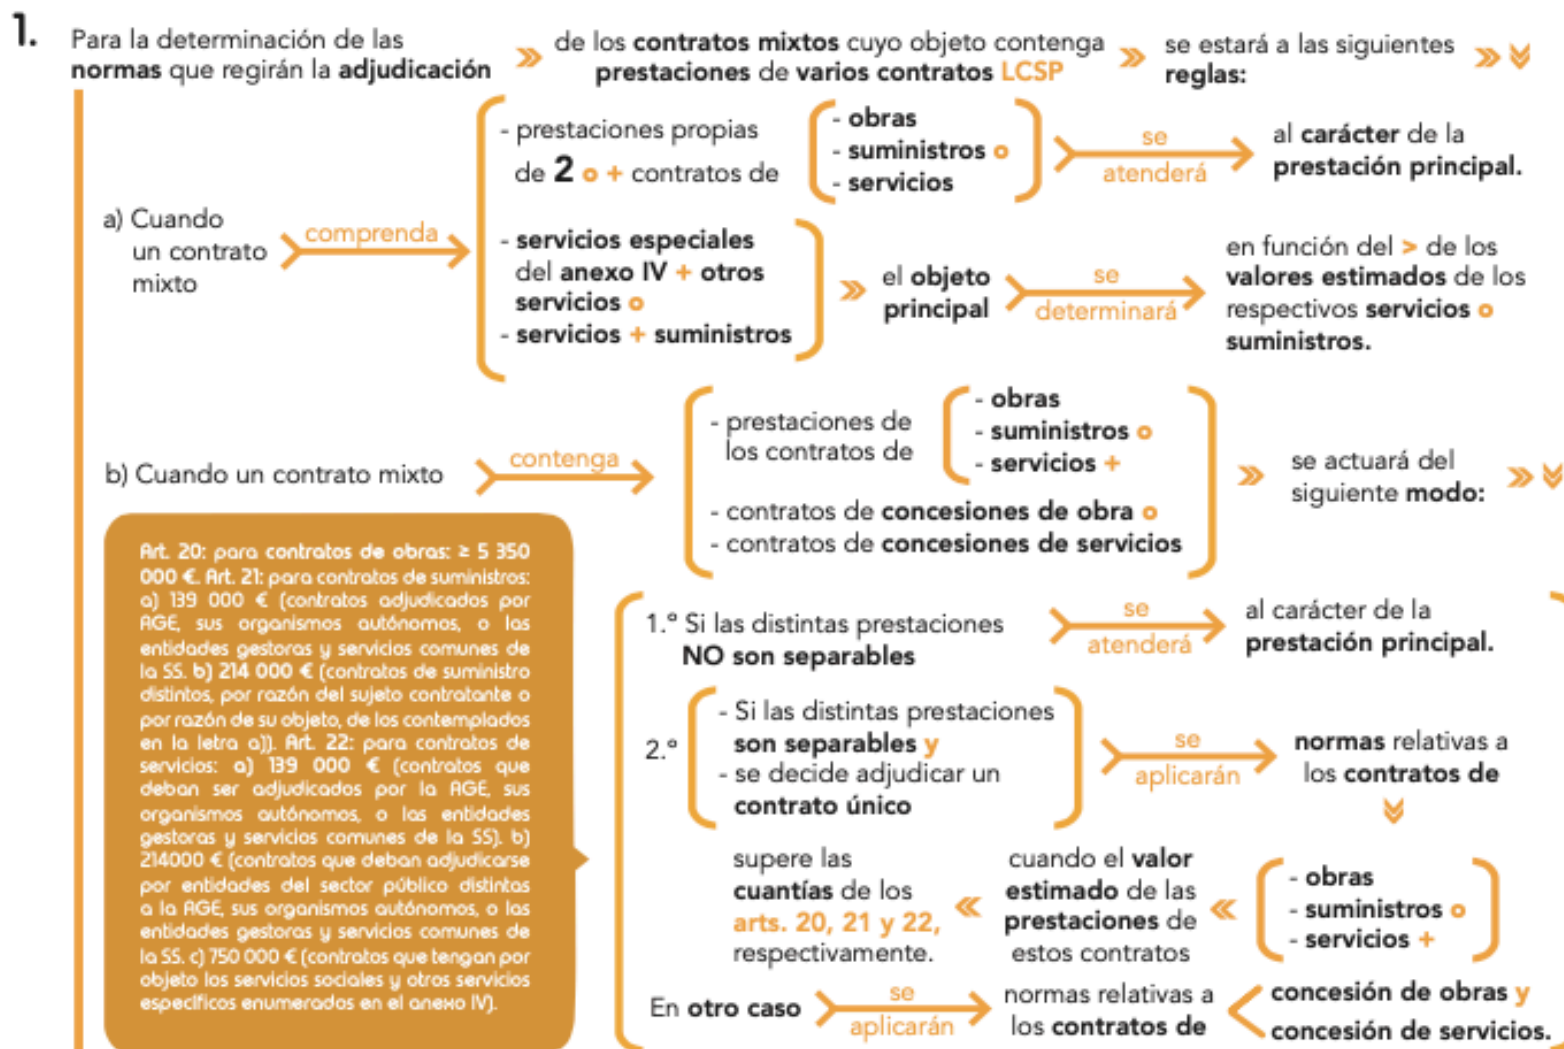 1. Para la determinación de las
normas que regirán la adjudicación
de los contratos mixtos cuyo objeto contenga
prestaciones de varios contratos LCSP
se estará a las siguientes
reglas:
a) Cuando
un contrato
mixto
comprenda
- prestaciones propias
de 2 o + contratos de
- obras
- suministros o
- servicios
se
atenderá
al carácter de la
prestación principal.
- servicios especiales
del anexo IV + otros
servicios o
- servicios + suministros
el objeto
principal
se
determinará
en función del > de los
valores estimados de los
respectivos servicios o
suministros.
b) Cuando un contrato mixto
contenga
- prestaciones de
los contratos de
- obras
- suministros o
- servicios +
- contratos de concesiones de obra o
- contratos de concesiones de servicios
se actuará del
siguiente modo:
Art. 20: para contratos de obras: ≥ 5 350
000 €. Art. 21: para contratos de suministros:
a) 139 000 € (contratos adjudicados por
AGE, sus organismos autónomos, o las
entidades gestoras y servicios comunes de
la SS. b) 214 000 € (contratos de suministro
distintos, por razón del sujeto contratante o
por razón de su objeto, de los contemplados
en la letra a)). Art. 22: para contratos de
servicios: a) 139 000 € (contratos que
deban ser adjudicados por la AGE, sus
organismos autónomos, o las entidades
gestoras y servicios comunes de la SS). b)
214000 € (contratos que deban adjudicarse
por entidades del sector público distintas
a la AGE, sus organismos autónomos, o las
entidades gestoras y servicios comunes de
la SS. c) 750 000 € (contratos que tengan por
objeto los servicios sociales y otros servicios
específicos enumerados en el anexo IV).
1.º Si las distintas prestaciones
NO son separables
se
atenderá
al carácter de la
prestación principal.
2.º
- Si las distintas prestaciones
son separables y
- se decide adjudicar un
contrato único
se
aplicarán
normas relativas a
los contratos de
- obras
- suministros o
- servicios +
cuando el valor
estimado de las
prestaciones de
estos contratos
supere las
cuantías de los
arts. 20, 21 y 22,
respectivamente.
En otro caso
se
aplicarán
normas relativas a
los contratos de
concesión de obras y
concesión de servicios.